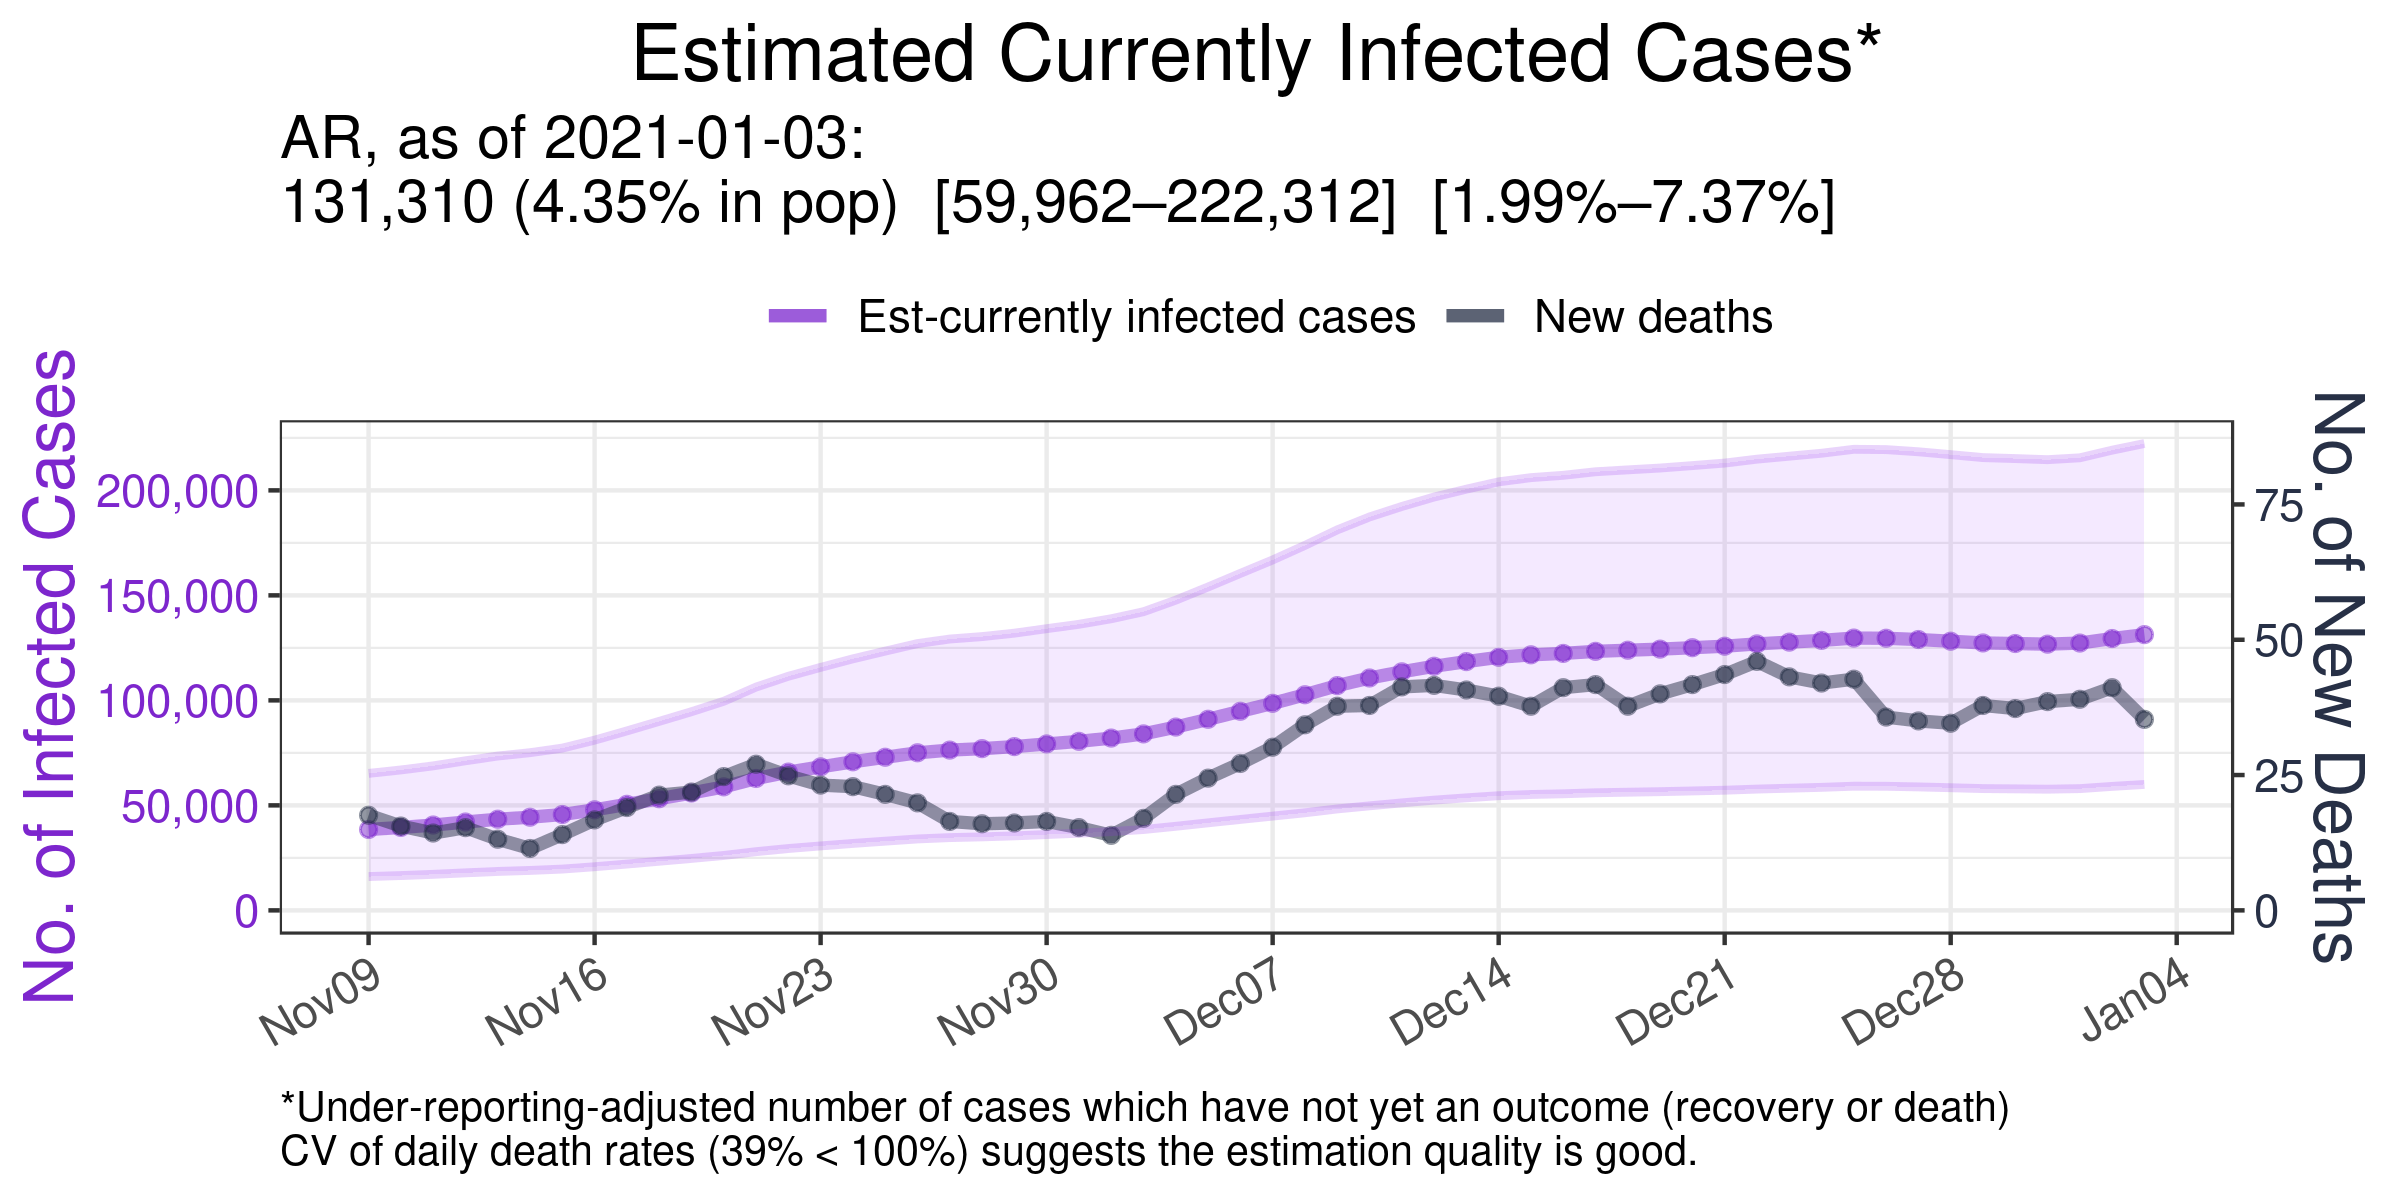 Estimated Currently Infected Cases*
AR, as of 2021-01-03:
131,310 (4.35% in pop)  [59,962–222,312]  [1.99%–7.37%]
Est-currently infected cases
New deaths
No. of Infected Cases
200,000
150,000
100,000
50,000
0
No. of New Deaths
75
50
25
0
Nov09
Nov16
Nov23
Nov30
Dec07
Dec14
Dec21
Dec28
Jan04
*Under-reporting-adjusted number of cases which have not yet an outcome (recovery or death)
CV of daily death rates (39% < 100%) suggests the estimation quality is good.